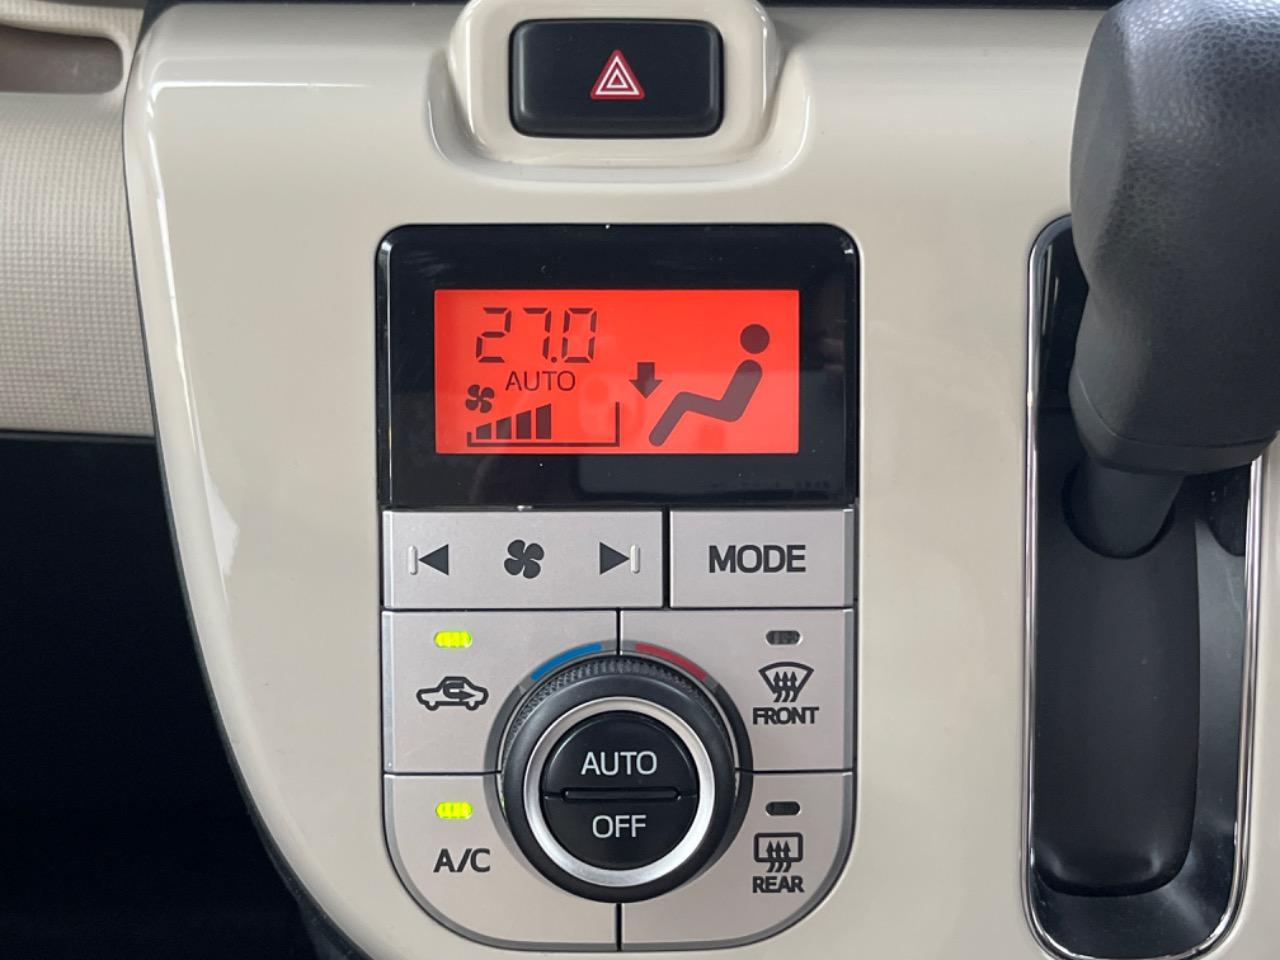 27.0
AUTO
MODE
FRONT
AUTO
OFF
A/C
REAR